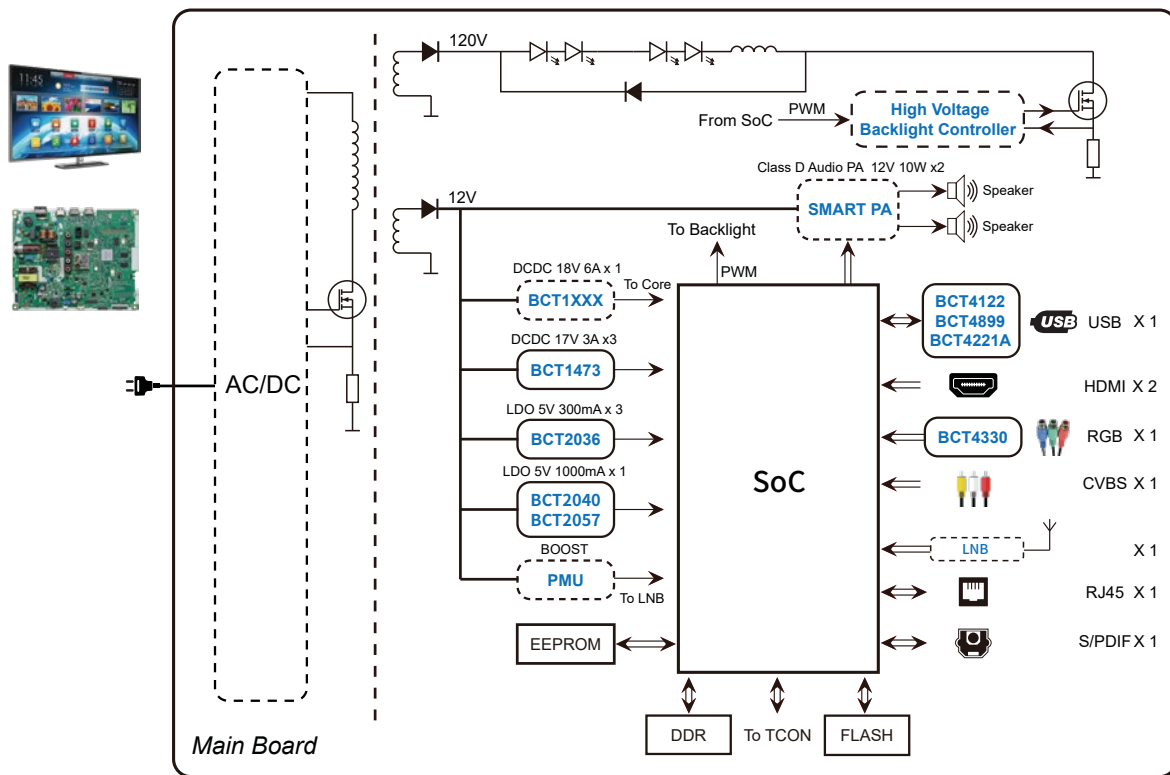 11:45
120V
PWM
From SoC
High Voltage
Backlight Controller
Class D Audio PA 12V 10W x2
12V
SMART PA
Speaker
Speaker
To Backlight
PWM
DCDC 18V 6A x 1
BCT1XXX
To Core
DCDC 17V 3A x3
BCT1473
LDO 5V 300mA x 3
BCT2036
LDO 5V 1000mA x 1
BCT2040
BCT2057
BOOST
PMU
To LNB
EEPROM
AC/DC
SoC
BCT4122
BCT4899
BCT4221A
USB
USB X 1
HDMI X 2
BCT4330
RGB X 1
CVBS X 1
LNB
X 1
RJ45 X 1
S/PDIF X 1
DDR
To TCON
FLASH
Main Board